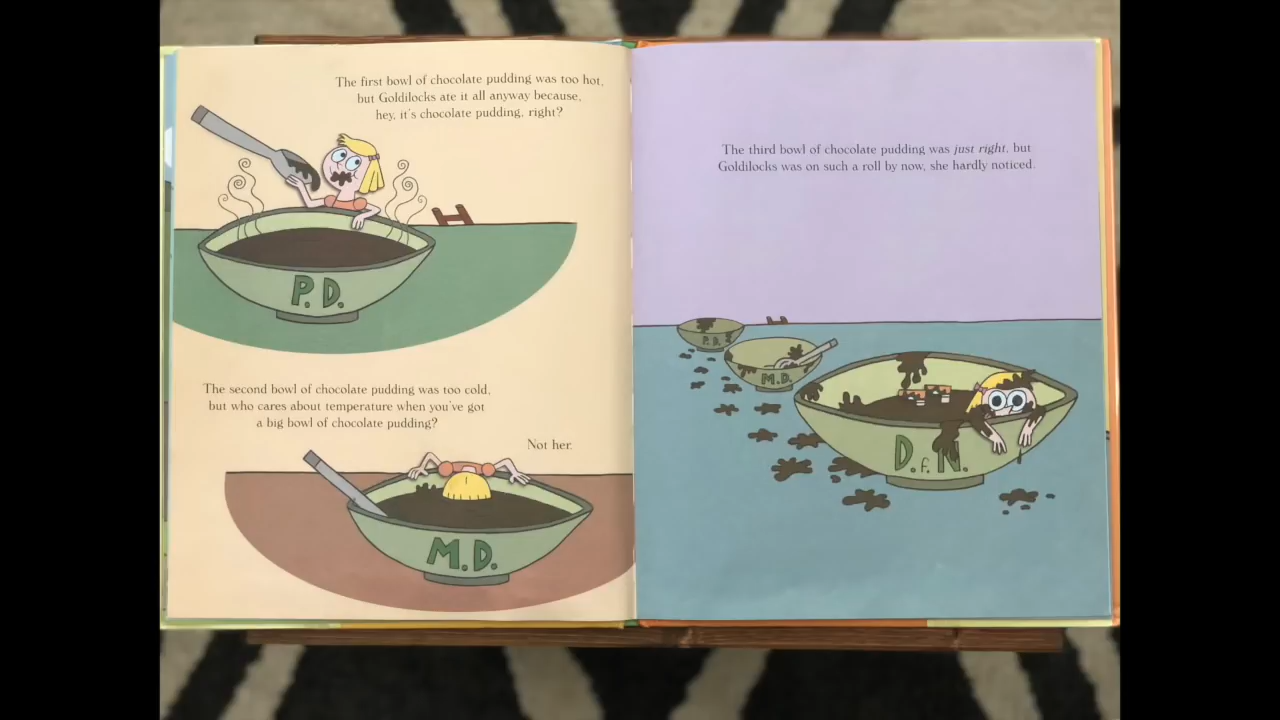 The first bowl of chocolate pudding was too hot,
but Goldilocks ate it all anyway because,
hey, it's chocolate pudding, right?
P. D.
The second bowl of chocolate pudding was too cold,
but who cares about temperature when you've got
a big bowl of chocolate pudding?
Not her.
M. D.
The third bowl of chocolate pudding was just right, but
Goldilocks was on such a roll by now, she hardly noticed.
P. D.
M. D.
D. f. N.